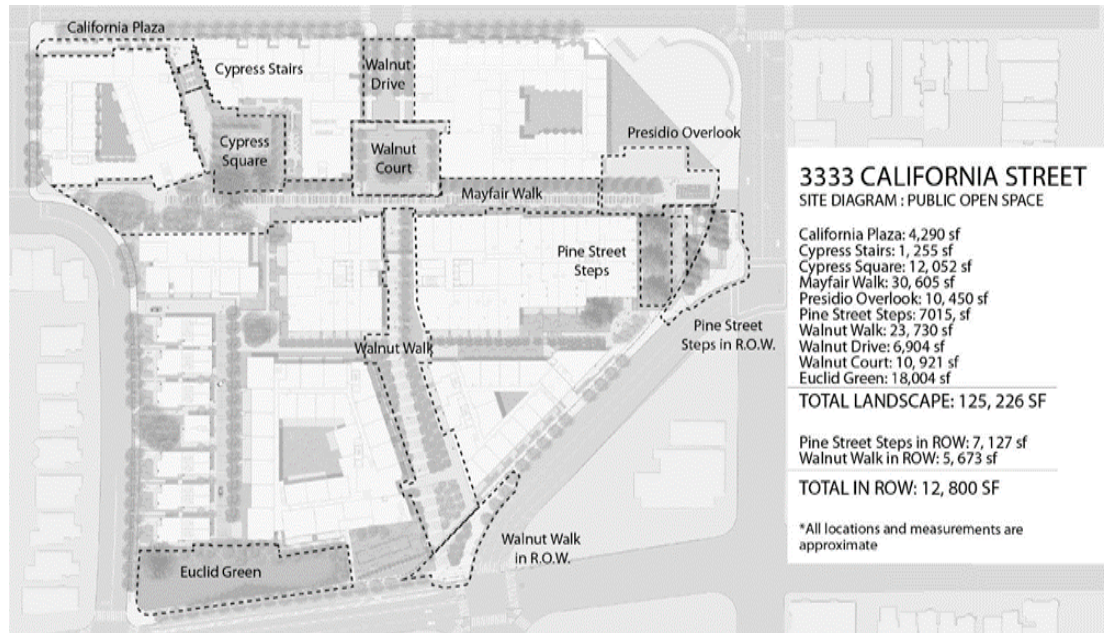 California Plaza
Cypress Stairs
Walnut
Drive
Cypress
Square
Walnut
Court
Presidio Overlook
Mayfair Walk
Pine Street
Steps
Pine Street
Steps in R.O.W.
Walnut Walk
Walnut Walk
in R.O.W.
Euclid Green
3333 CALIFORNIA STREET
SITE DIAGRAM : PUBLIC OPEN SPACE
California Plaza: 4,290 sf
Cypress Stairs: 1, 255 sf
Cypress Square: 12, 052 sf
Mayfair Walk: 30, 605 sf
Presidio Overlook: 10, 450 sf
Pine Street Steps: 7015, sf
Walnut Walk: 23, 730 sf
Walnut Drive: 6,904 sf
Walnut Court: 10, 921 sf
Euclid Green: 18,004 sf
TOTAL LANDSCAPE: 125, 226 SF
Pine Street Steps in ROW: 7, 127 sf
Walnut Walk in ROW: 5, 673 sf
TOTAL IN ROW: 12, 800 SF
*All locations and measurements are
approximate